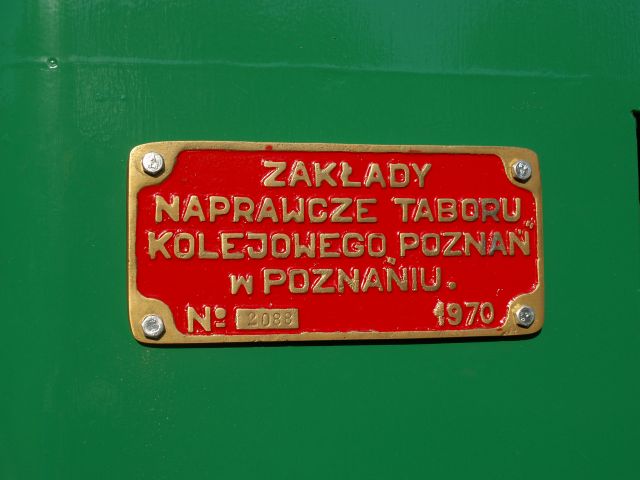 ZAKŁADY
NAPRAWCZE TABORU
KOLEJOWEGO POZNAŃ
W POZNANIU.
Nº 2088 1970